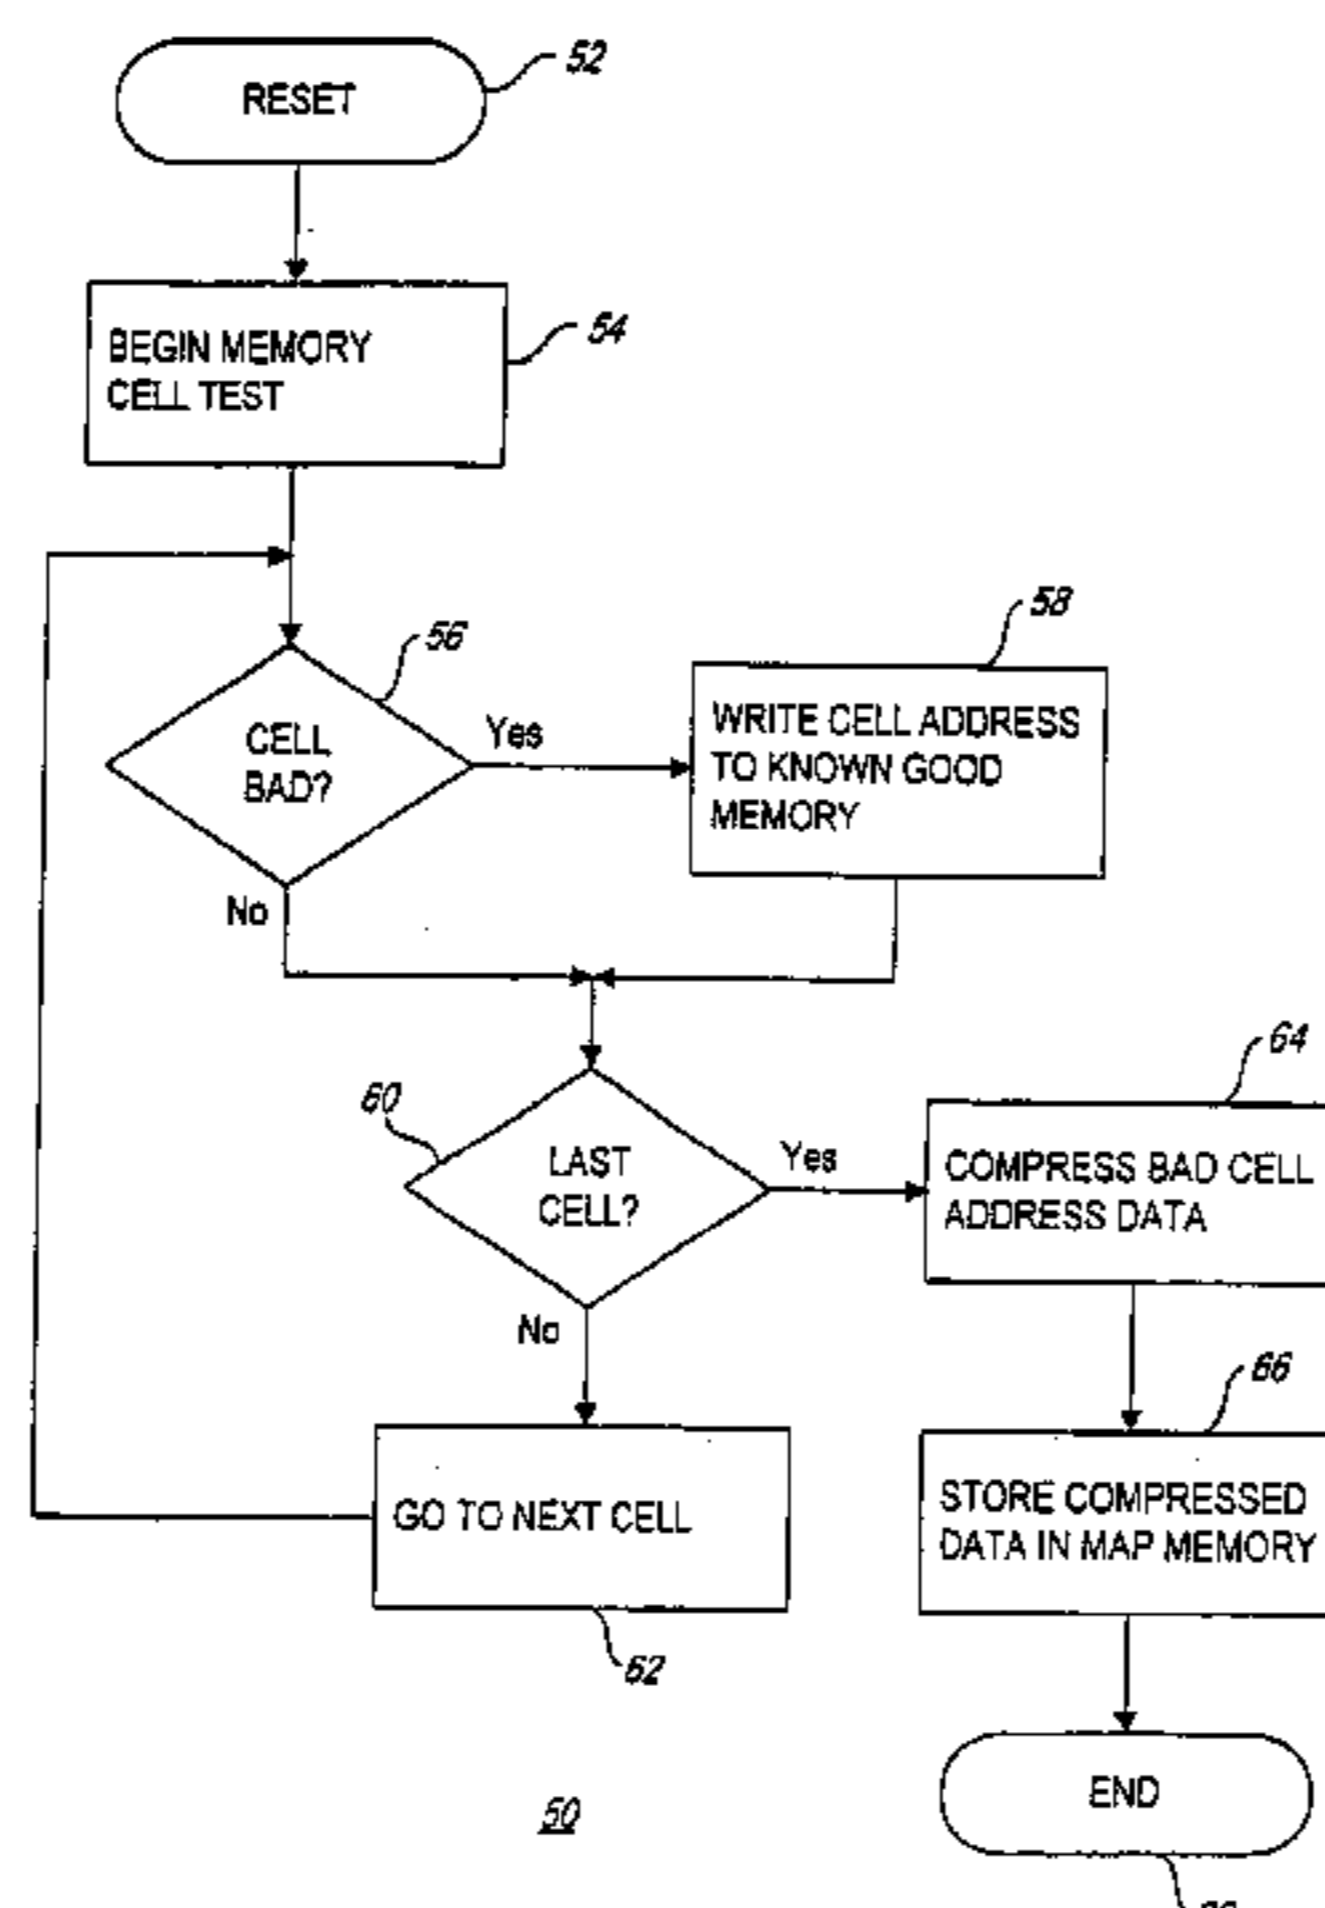 RESET
52
BEGIN MEMORY
CELL TEST
54
56
CELL
BAD?
Yes
No
58
WRITE CELL ADDRESS
TO KNOWN GOOD
MEMORY
60
LAST
CELL?
Yes
No
64
COMPRESS BAD CELL
ADDRESS DATA
66
STORE COMPRESSED
DATA IN MAP MEMORY
GO TO NEXT CELL
62
50
END